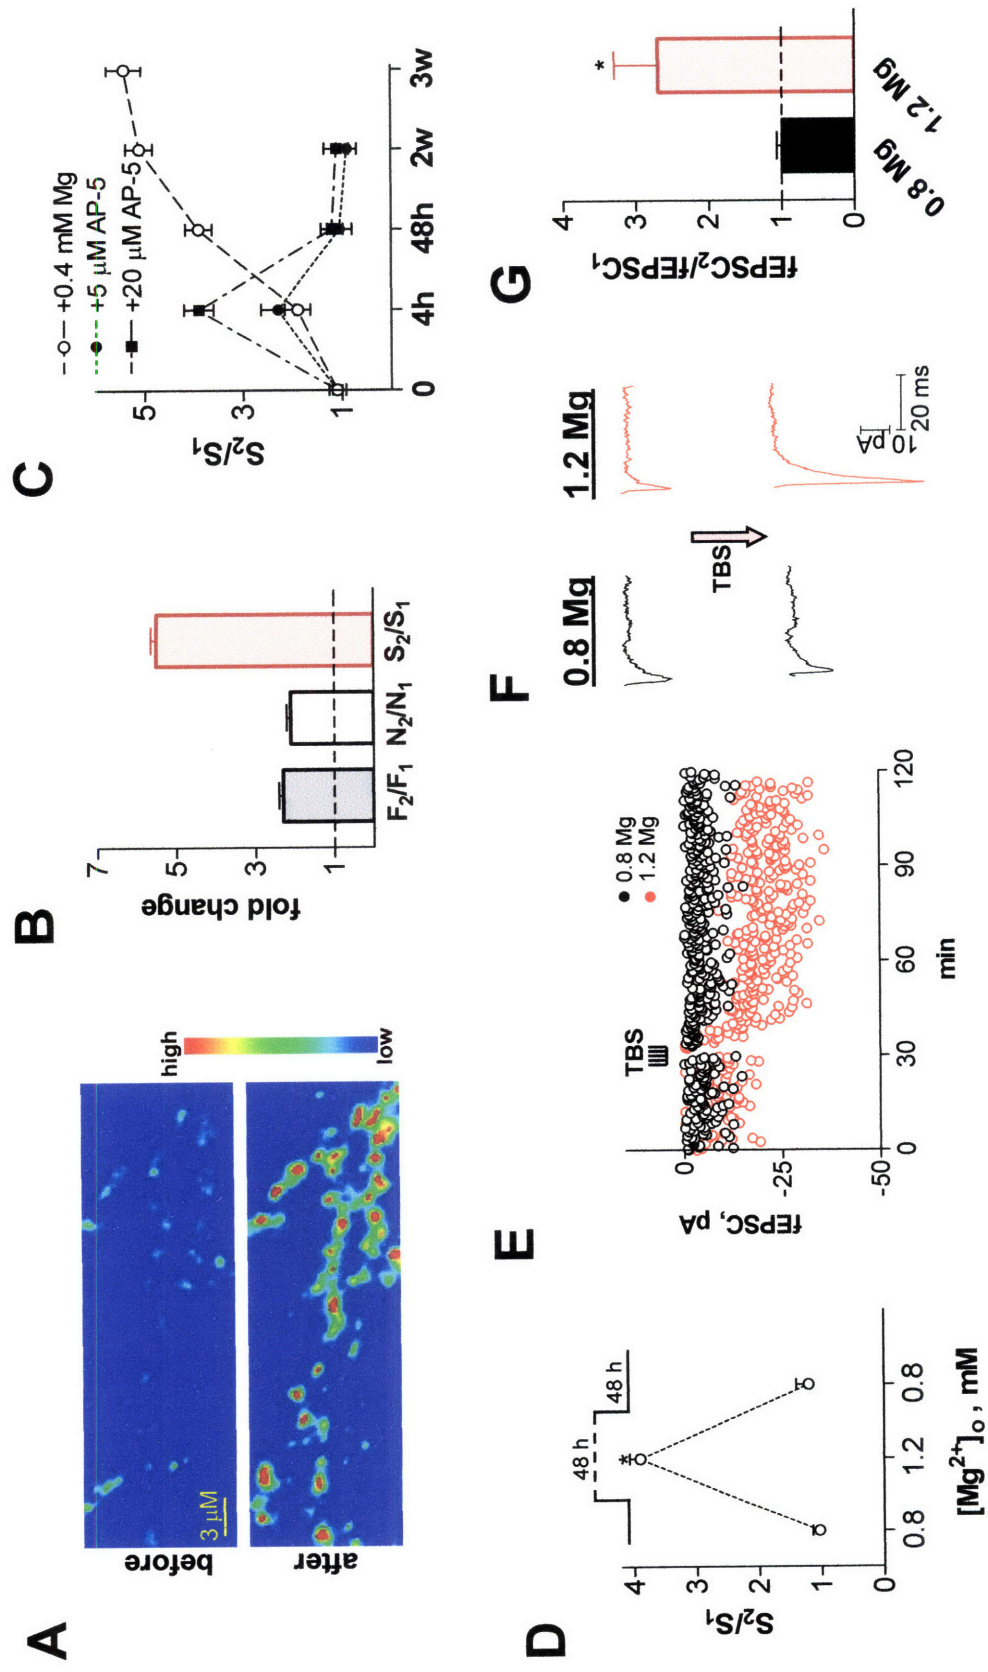 A
before
after
3 μM
high
low
B
fold change
7
5
3
1
F2/F1 N2/N1 S2/S1
C
S2/S1
5
3
1
+0.4 mM Mg
+5 μM AP-5
+20 μM AP-5
0 4h 48h 2w 3w
D
S2/S1
4
3
2
1
0
48 h
48 h
*
0.8 1.2 0.8
[Mg2+]o , mM
E
fEPSC, pA
0
-25
-50
TBS
0.8 Mg
1.2 Mg
0 30 60 90 120
min
F
0.8 Mg 1.2 Mg
TBS
10 pA
20 ms
G
fEPSC2/fEPSC1
4
3
2
1
0
*
0.8 Mg
1.2 Mg